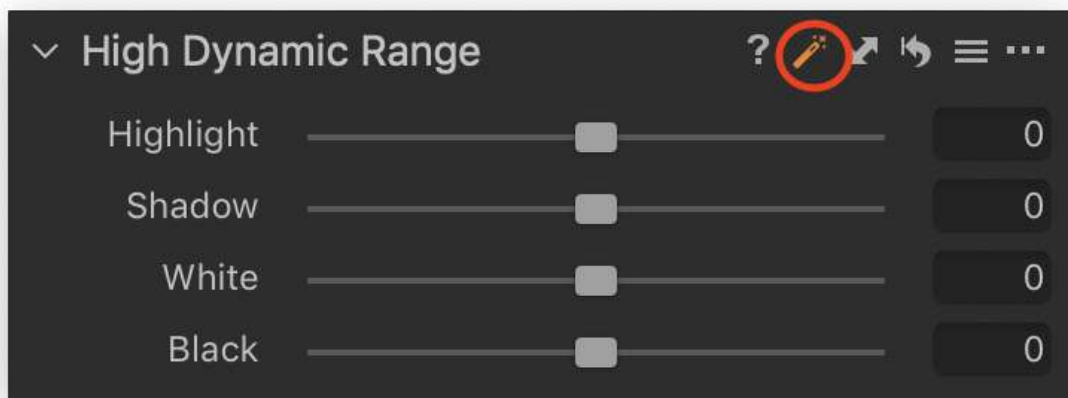 High Dynamic Range ? ...
Highlight 0
Shadow 0
White 0
Black 0